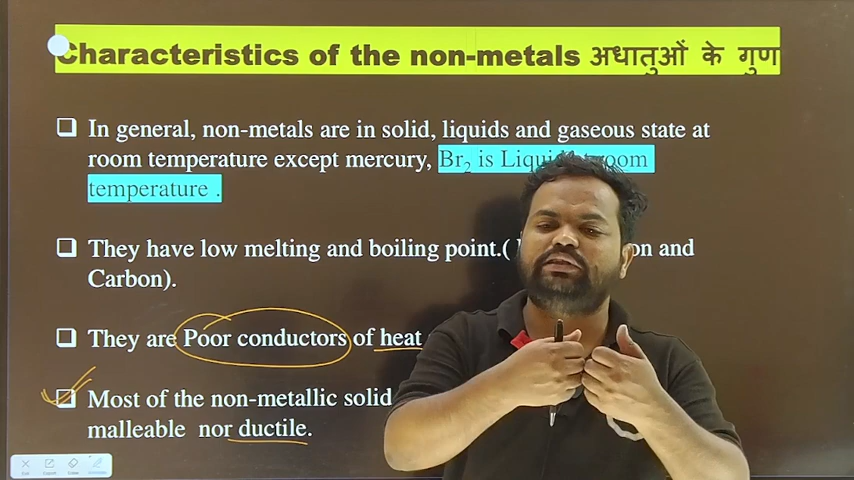 Characteristics of the non-metals अधातुओं के गुण
In general, non-metals are in solid, liquids and gaseous state at
room temperature except mercury, Br₂ is Liquid room
temperature .
They have low melting and boiling point.( and
Carbon).
They are Poor conductors of heat
Most of the non-metallic solid
malleable nor ductile.